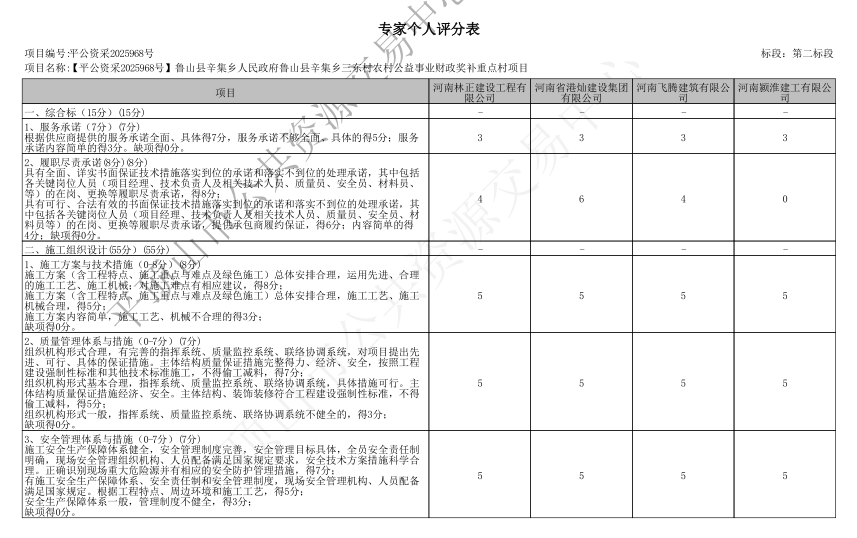 专家个人评分表
项目编号:平公资采2025968号
标段: 第二标段
项目名称:【平公资采2025968号】鲁山县辛集乡人民政府鲁山县辛集乡三东村农村公益事业财政奖补重点村项目
项目 河南林正建设工程有限公司 河南省港灿建设集团有限公司 河南飞腾建筑有限公司 河南颍淮建工有限公司
一、综合标(15分)(15分) – – – –
1、服务承诺(7分)(7分)
根据供应商提供的服务承诺全面、具体得7分, 服务承诺不够全面、具体的得5分; 服务
承诺内容简单的得3分。缺项得0分。
3 3 3 3
2、履职尽责承诺(8分)(8分)
具有全面、详实书面保证技术措施落实到位的承诺和落实不到位的处理承诺, 其中包括
各关键岗位人员(项目经理、技术负责人及相关技术人员、质量员、安全员、材料员、
等)的在岗、更换等履职尽责承诺, 得8分;
具有可行、合法有效的书面保证技术措施落实到位的承诺和落实不到位的处理承诺, 其
中包括各关键岗位人员(项目经理、技术负责人及相关技术人员、质量员、安全员、材
料员等)的在岗、更换等履职尽责承诺, 提供承包商履约保证, 得6分; 内容简单的得
4分; 缺项得0分。
4 6 4 0
二、施工组织设计(55分)(55分) – – – –
1、施工方案与技术措施(0-8分)(8分)
施工方案(含工程特点、施工重点与难点及绿色施工)总体安排合理, 运用先进、合理
的施工工艺、施工机械; 对施工难点有相应建议, 得8分;
施工方案(含工程特点、施工重点与难点及绿色施工)总体安排合理, 施工工艺、施工
机械合理, 得5分;
施工方案内容简单, 施工工艺、机械不合理的得3分;
缺项得0分。
5 5 5 5
2、质量管理体系与措施(0-7分)(7分)
组织机构形式合理, 有完善的指挥系统、质量监控系统、联络协调系统, 对项目提出先
进、可行、具体的保证措施。主体结构质量保证措施完整得力、经济、安全, 按照工程
建设强制性标准和其他技术标准施工, 不得偷工减料, 得7分;
组织机构形式基本合理, 指挥系统、质量监控系统、联络协调系统, 具体措施可行。主
体结构质量保证措施经济、安全。主体结构、装饰装修符合工程建设强制性标准, 不得
偷工减料, 得5分;
组织机构形式一般, 指挥系统、质量监控系统、联络协调系统不健全的, 得3分;
缺项得0分。
5 5 5 5
3、安全管理体系与措施(0-7分)(7分)
施工安全生产保障体系健全, 安全管理制度完善, 安全管理目标具体, 全员安全责任制
明确, 现场安全管理组织机构、人员配备满足国家规定要求, 安全技术方案措施科学合
理。正确识别现场重大危险源并有相应的安全防护管理措施, 得7分;
有施工安全生产保障体系、安全责任制和安全管理制度, 现场安全管理机构、人员配备
满足国家规定。根据工程特点、周边环境和施工工艺, 得5分;
安全生产保障体系一般, 管理制度不健全, 得3分;
缺项得0分。
5 5 5 5
平顶山市公共资源交易中心